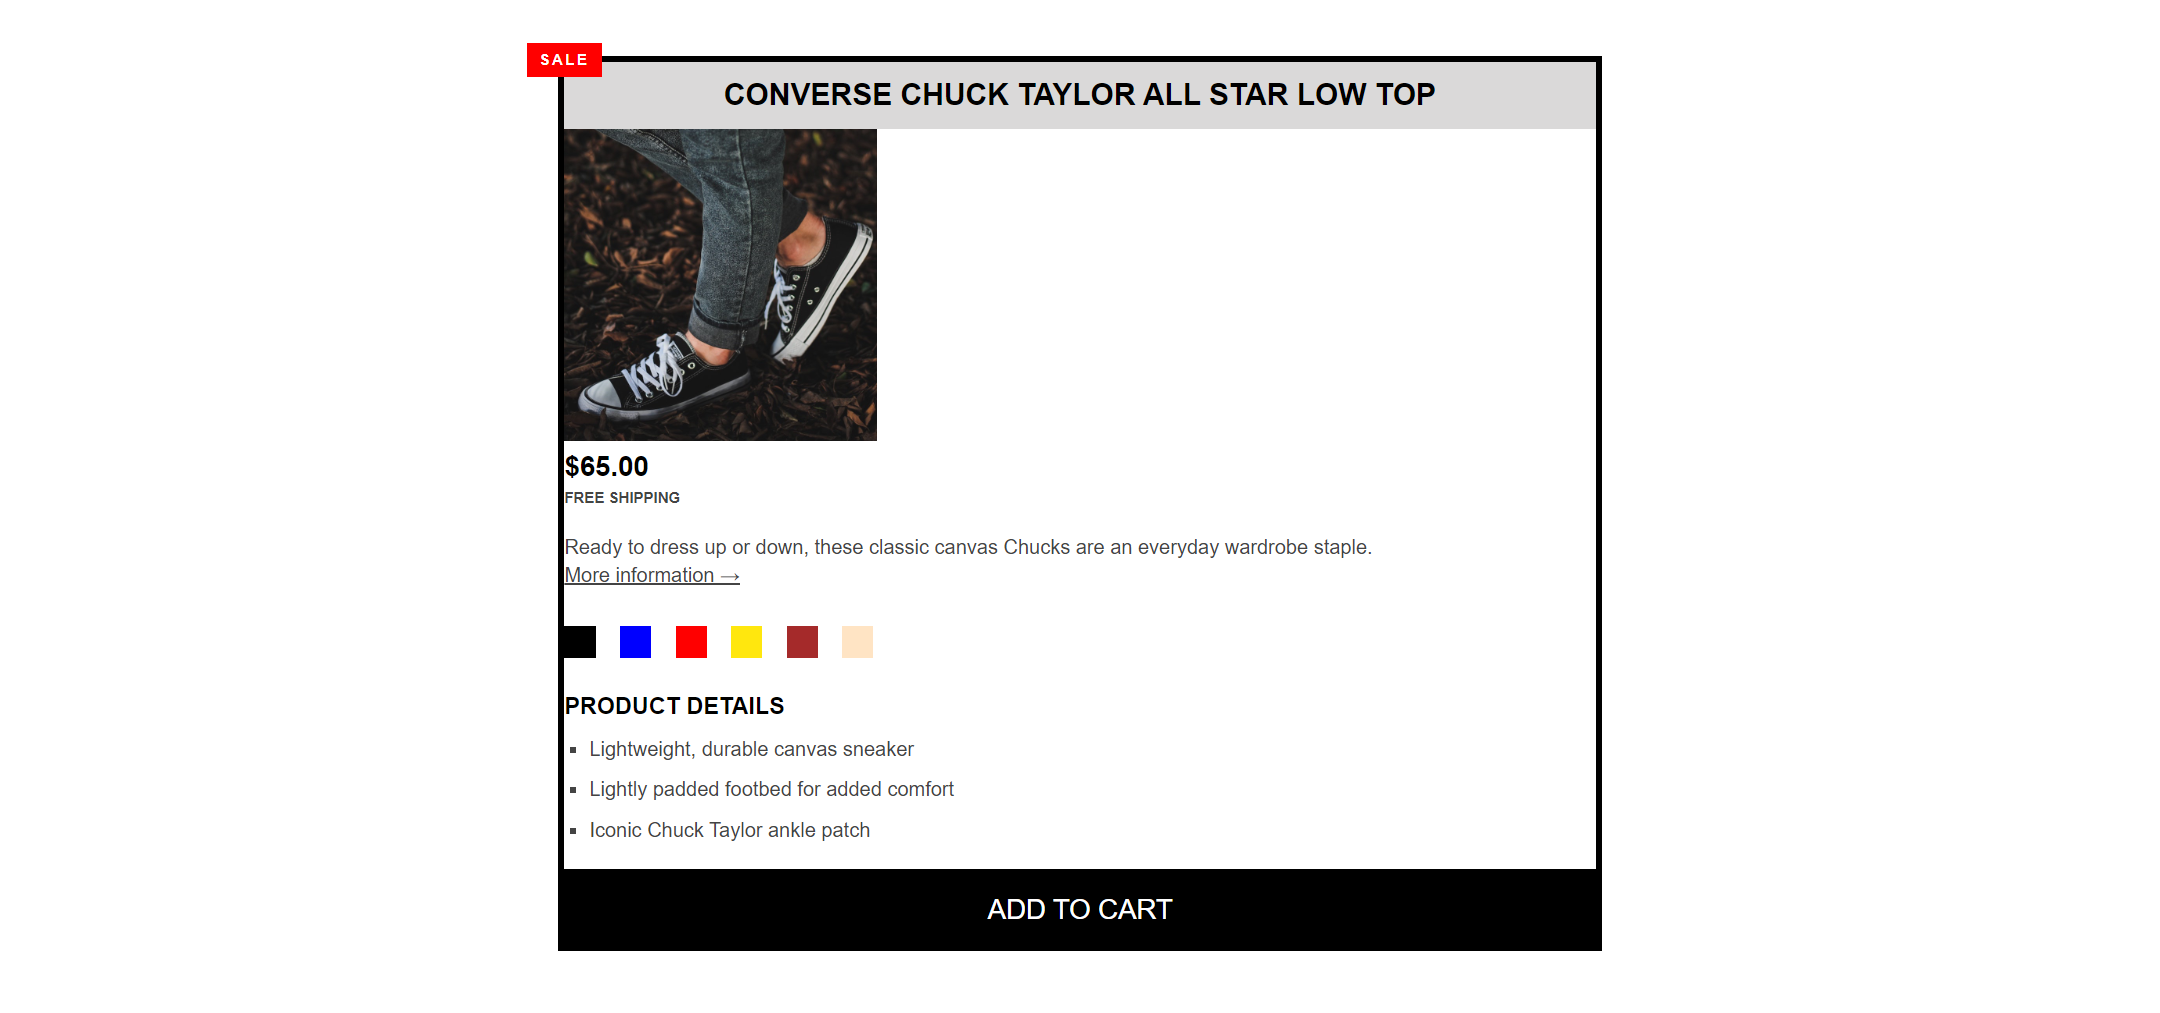 SALE
CONVERSE CHUCK TAYLOR ALL STAR LOW TOP
$65.00
FREE SHIPPING
Ready to dress up or down, these classic canvas Chucks are an everyday wardrobe staple.
More information →
PRODUCT DETAILS
▪ Lightweight, durable canvas sneaker
▪ Lightly padded footbed for added comfort
▪ Iconic Chuck Taylor ankle patch
ADD TO CART